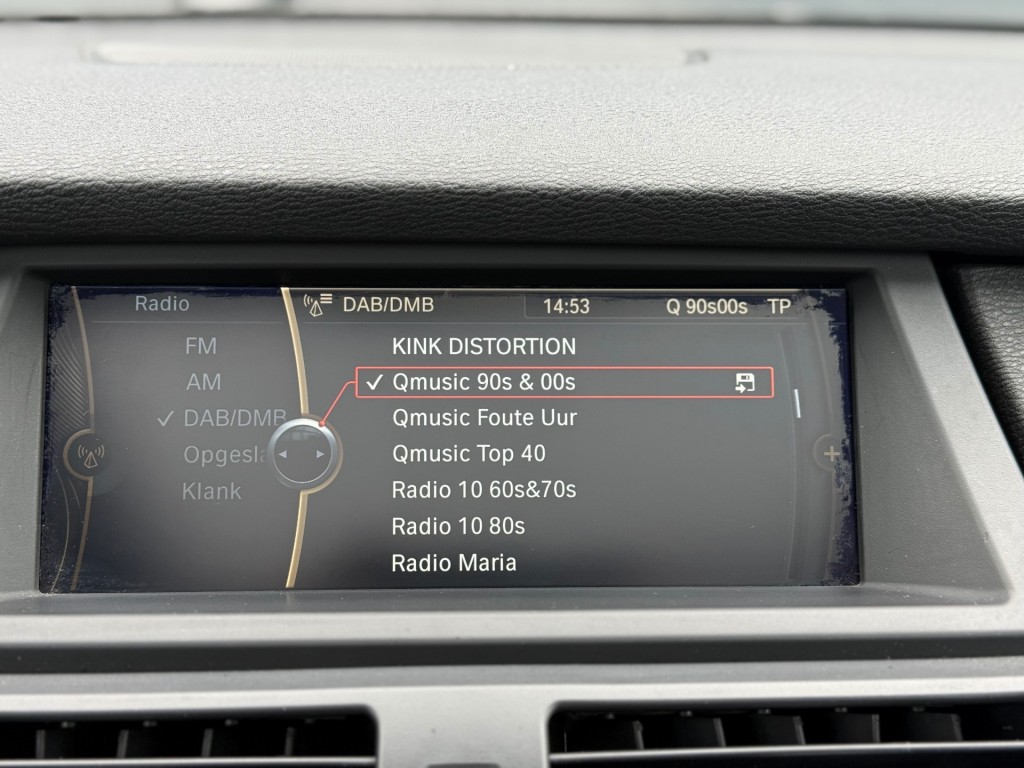 Radio
FM
AM
DAB/DMB
Opgesla
Klank
DAB/DMB 14:53 Q 90s00s TP
KINK DISTORTION
Qmusic 90s & 00s
Qmusic Foute Uur
Qmusic Top 40
Radio 10 60s&70s
Radio 10 80s
Radio Maria